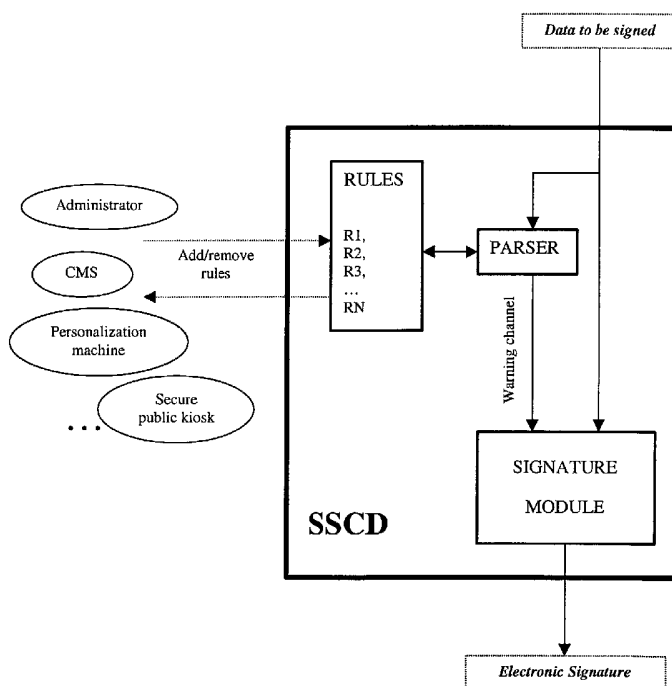 Data to be signed
RULES
R1,
R2,
R3,
...
RN
PARSER
Administrator
CMS
Personalization
machine
Secure
public kiosk
...
Add/remove
rules
Warning channel
SIGNATURE
MODULE
SSCD
Electronic Signature